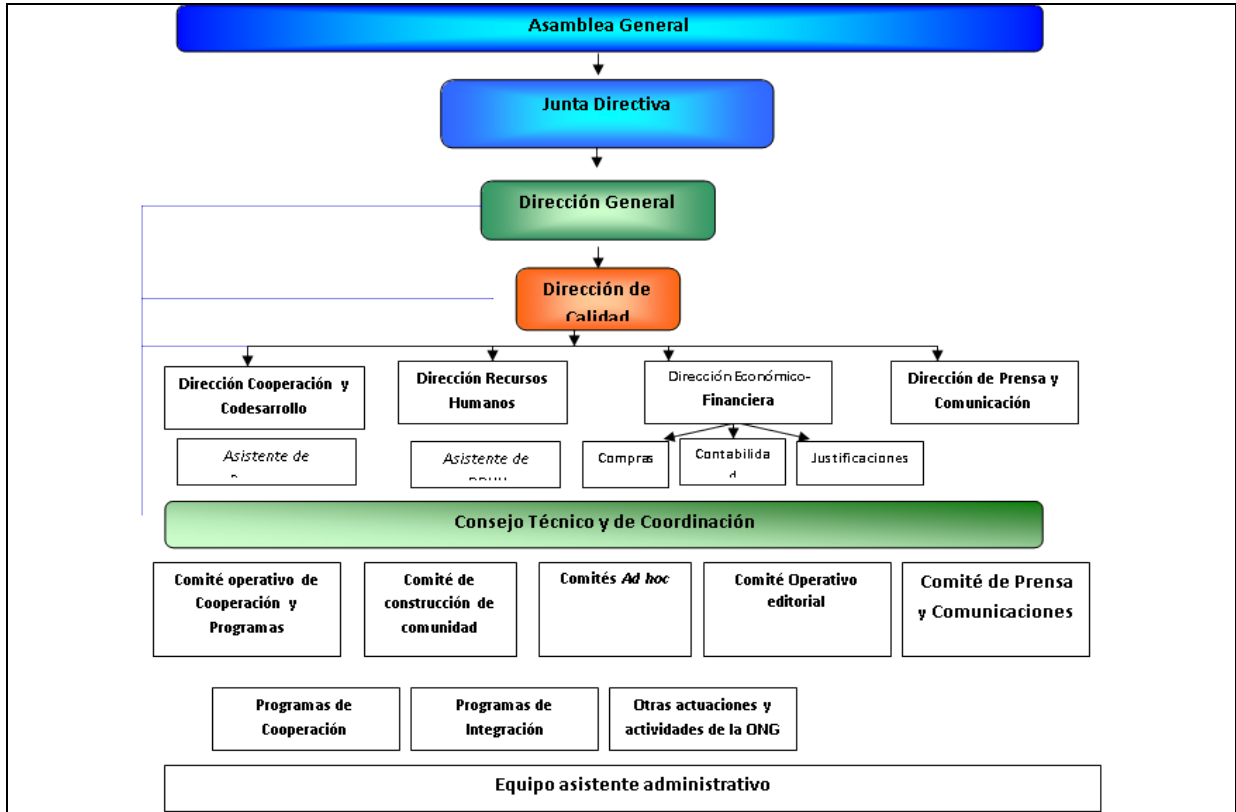 Asamblea General
Junta Directiva
Dirección General
Dirección de
Calidad
Dirección Cooperación y
Codesarrollo
Dirección Recursos
Humanos
Dirección Económico-
Financiera
Dirección de Prensa y
Comunicación
Asistente de
Asistente de
RRHH
Compras
Contabilida
d
Justificaciones
Consejo Técnico y de Coordinación
Comité operativo de
Cooperación y
Programas
Comité de
construcción de
comunidad
Comités Ad hoc
Comité Operativo
editorial
Comité de Prensa
y Comunicaciones
Programas de
Cooperación
Programas de
Integración
Otras actuaciones y
actividades de la ONG
Equipo asistente administrativo